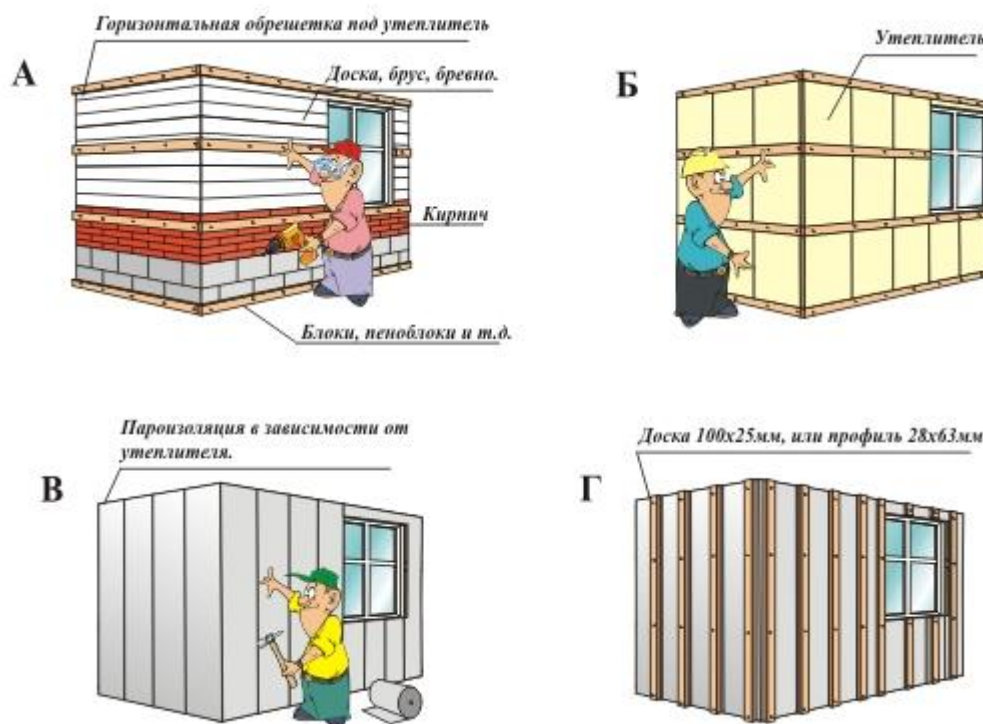 Горизонтальная обрешетка под утеплитель
А
Доска, брус, бревно.
Кирпич
Блоки, пеноблоки и т.д.
Утеплитель
Б
Пароизоляция в зависимости от
утеплителя.
В
Доска 100х25мм, или профиль 28х63мм
Г